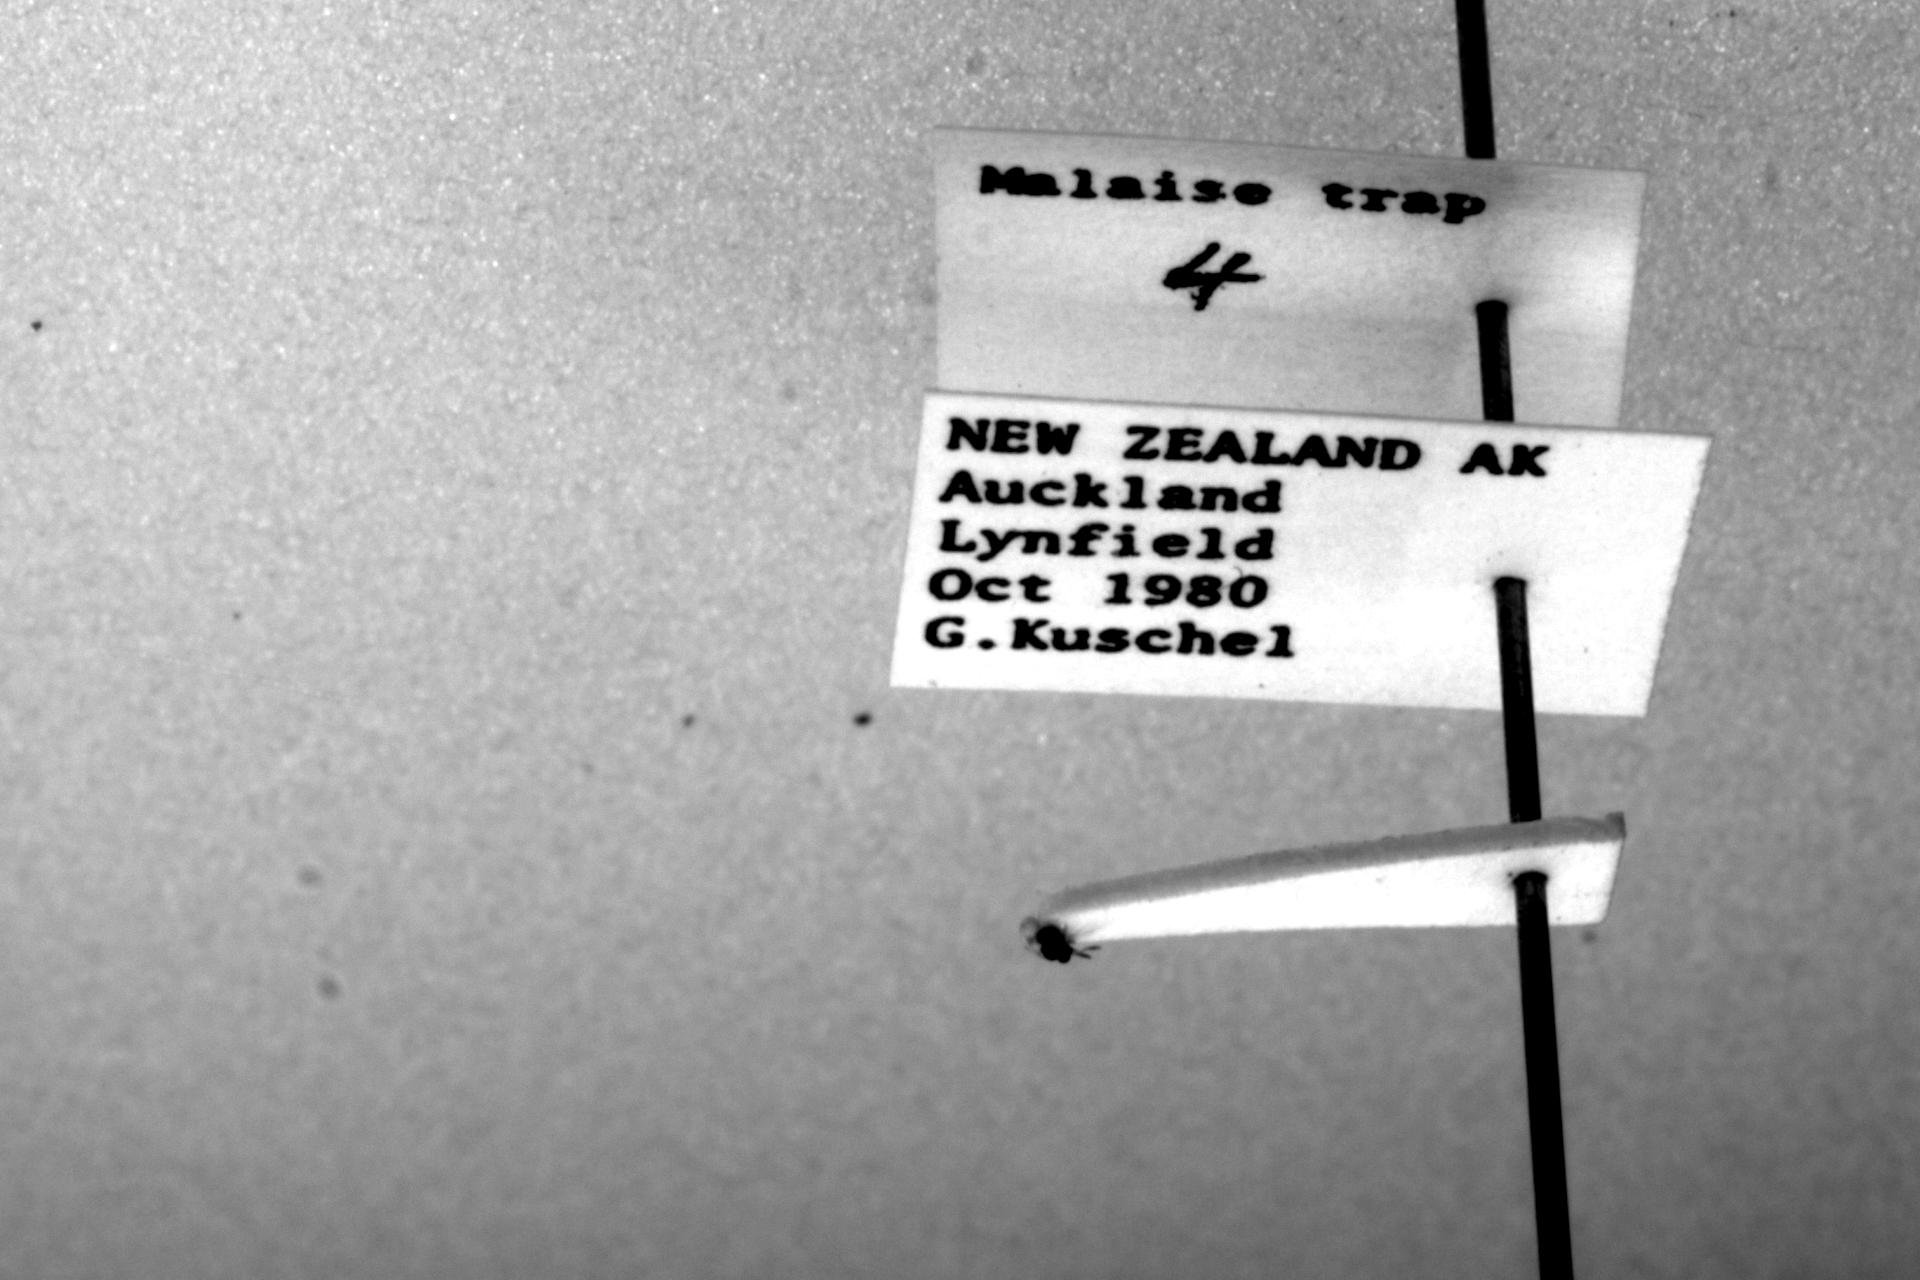 Malaise trap
4
NEW ZEALAND AK
Auckland
Lynfield
Oct 1980
G.Kuschel